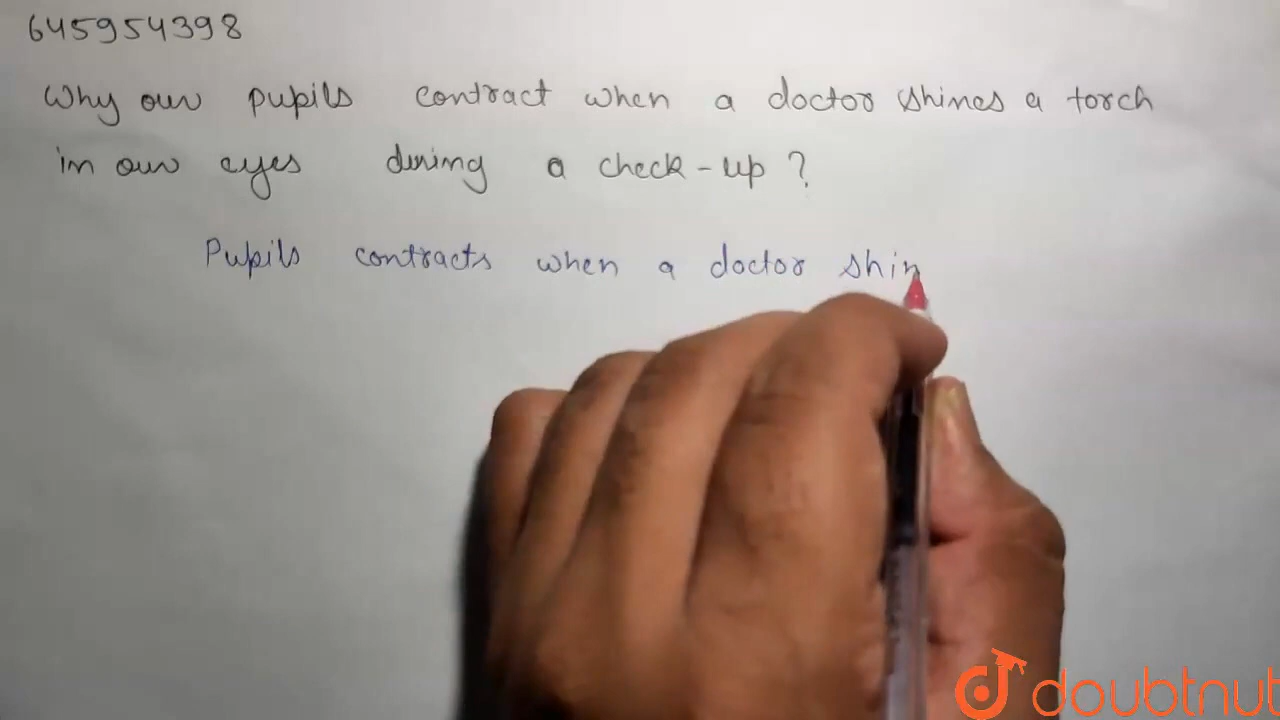 645954398
Why our pupils contract when a doctor shines a torch
in our eyes during a check-up?
Pupils contracts when a doctor shin
doubtnut